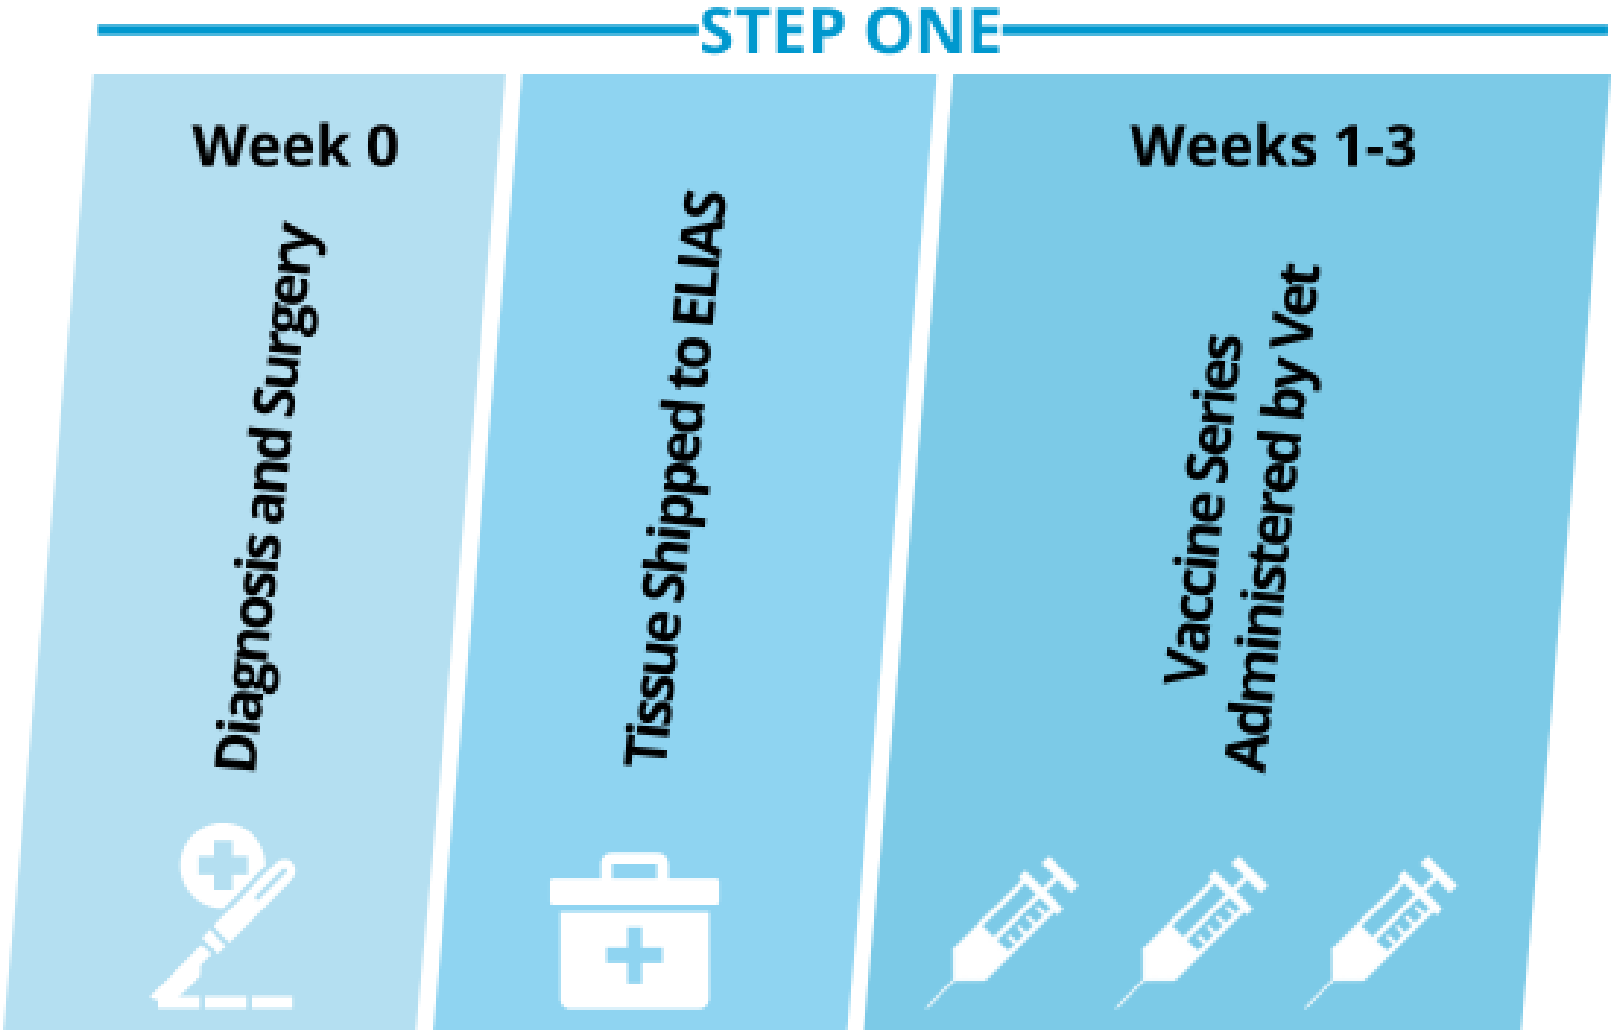 STEP ONE
Week 0
Diagnosis and Surgery
Tissue Shipped to ELIAS
Weeks 1-3
Vaccine Series
Administered by Vet